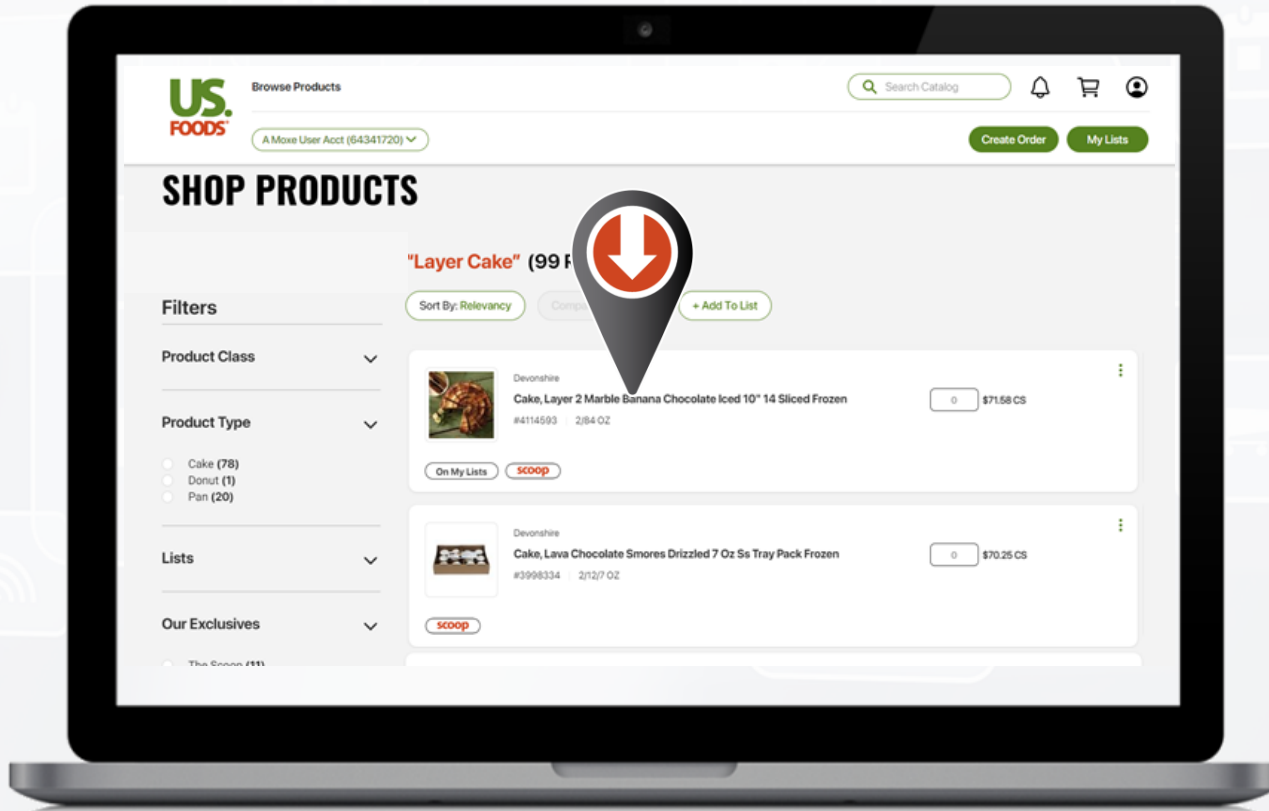 US.
FOODS
Browse Products
Search Catalog
A Moxe User Acct (64341720)
Create Order
My Lists
SHOP PRODUCTS
"Layer Cake" (99
Filters
Sort By: Relevancy
+ Add To List
Product Class
Devonshire
Cake, Layer 2 Marble Banana Chocolate Iced 10" 14 Sliced Frozen
0 $71.58 CS
#4114593 2/84 OZ
Product Type
Cake (78)
Donut (1)
Pan (20)
On My Lists
scoop
Devonshire
Cake, Lava Chocolate Smores Drizzled 7 Oz Ss Tray Pack Frozen
0 $70.25 CS
#3998334 2/12/7 OZ
Lists
Our Exclusives
scoop
The Scoop (11)